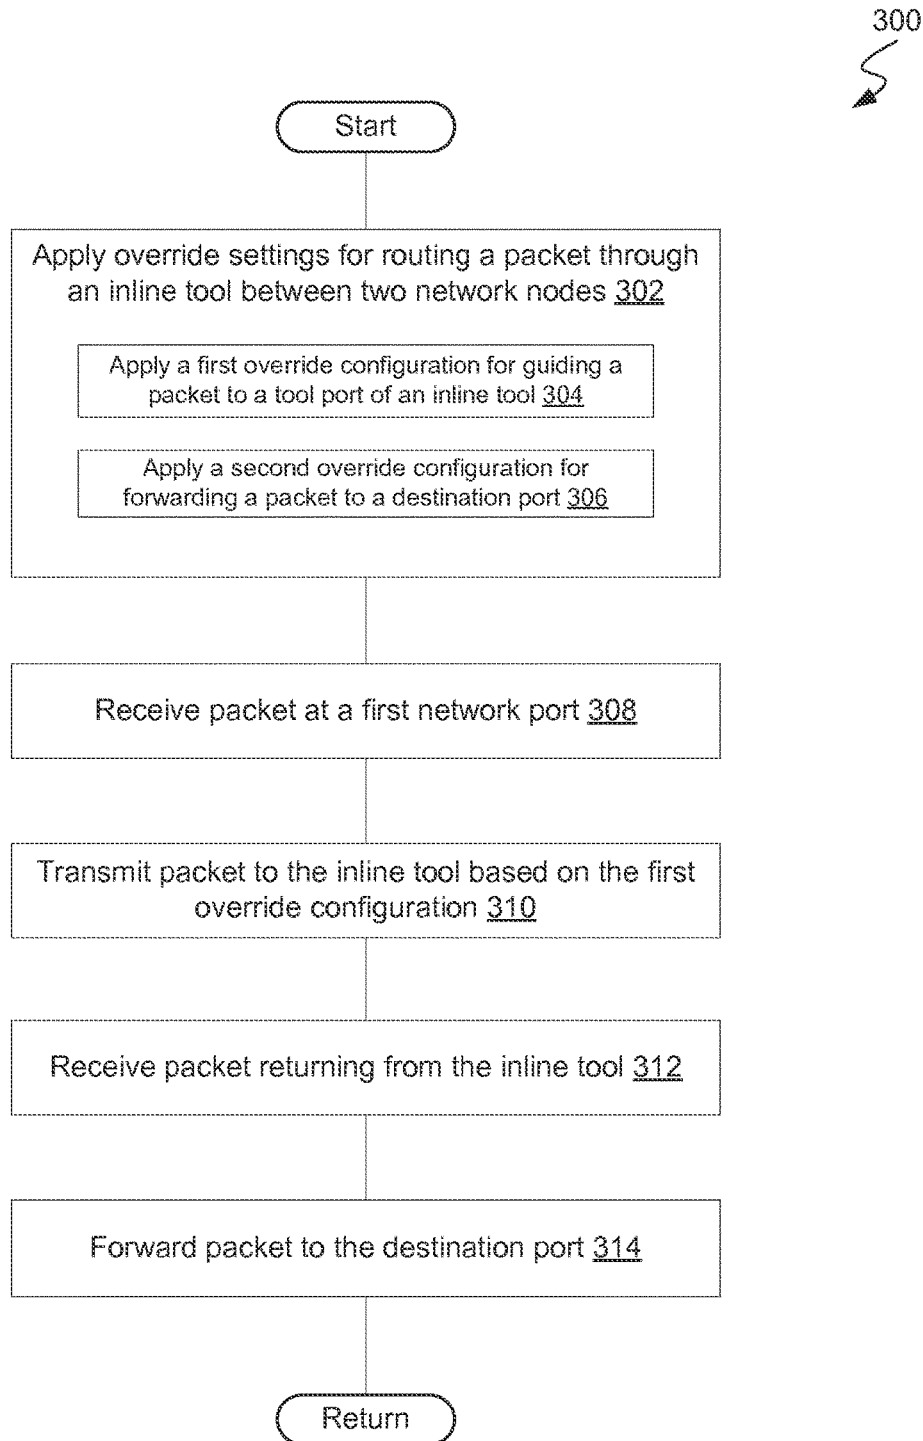 300
Start
Apply override settings for routing a packet through
an inline tool between two network nodes 302
Apply a first override configuration for guiding a
packet to a tool port of an inline tool 304
Apply a second override configuration for
forwarding a packet to a destination port 306
Receive packet at a first network port 308
Transmit packet to the inline tool based on the first
override configuration 310
Receive packet returning from the inline tool 312
Forward packet to the destination port 314
Return